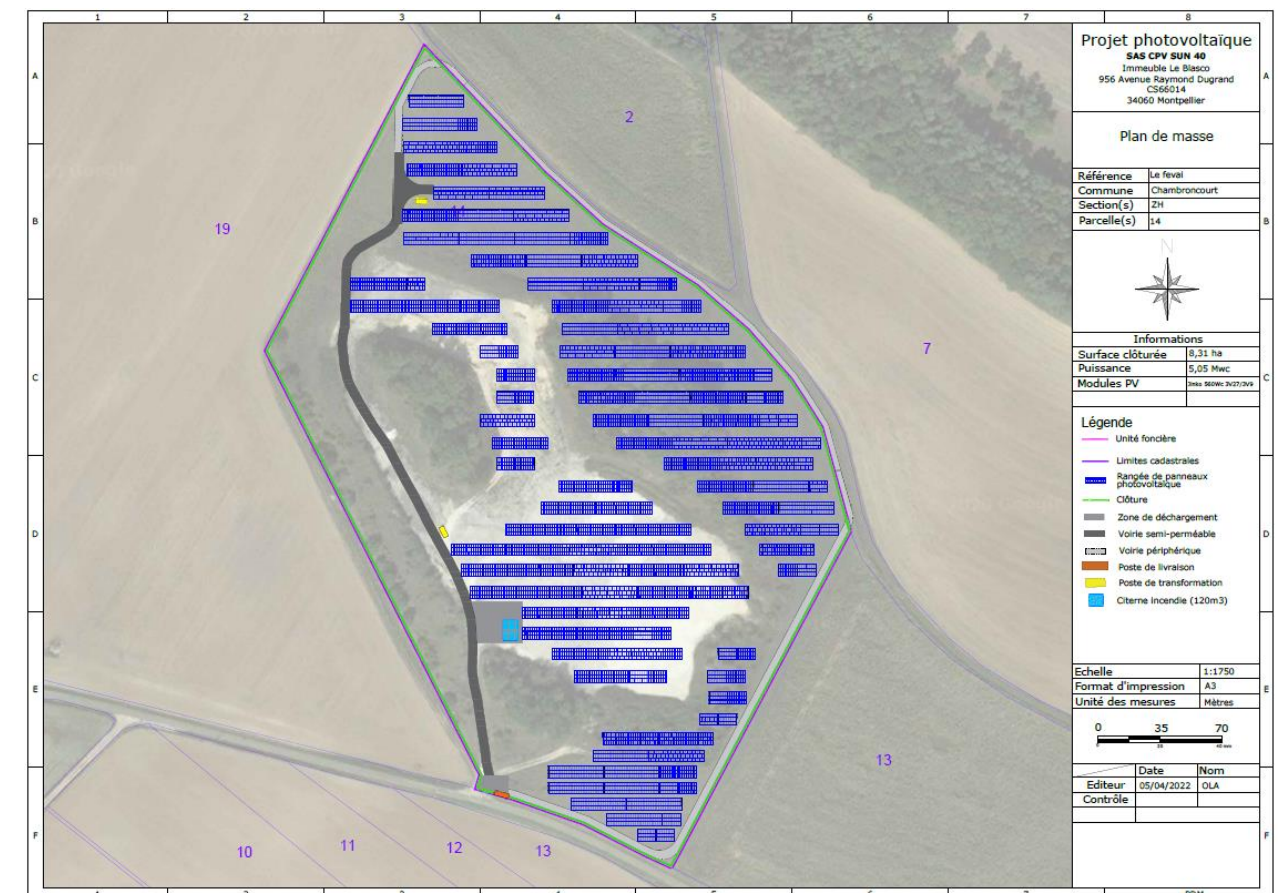 1 2 3 4 5 6 7 8
A
B
C
D
E
F
2
19
7
13
10
11
12
13
Projet photovoltaïque
SAS CPV SUN 40
Immeuble Le Blasco
956 Avenue Raymond Dugrand
CS66014
34060 Montpellier
Plan de masse
Référence Le fevai
Commune Chambroncourt
Section(s) ZH
Parcelle(s) 14
N
Informations
Surface clôturée 8,31 ha
Puissance 5,05 Mwc
Modules PV
Légende
Unité foncière
Limites cadastrales
Rangée de panneaux
photovoltaïque
Clôture
Zone de déchargement
Voirie semi-perméable
Voirie périphérique
Poste de livraison
Poste de transformation
Citerne incendie (120m3)
Echelle 1:1750
Format d'impression A3
Unité des mesures Mètres
0 35 70
Date Nom
Editeur 05/04/2022 OLA
Contrôle
A
B
C
D
E
F